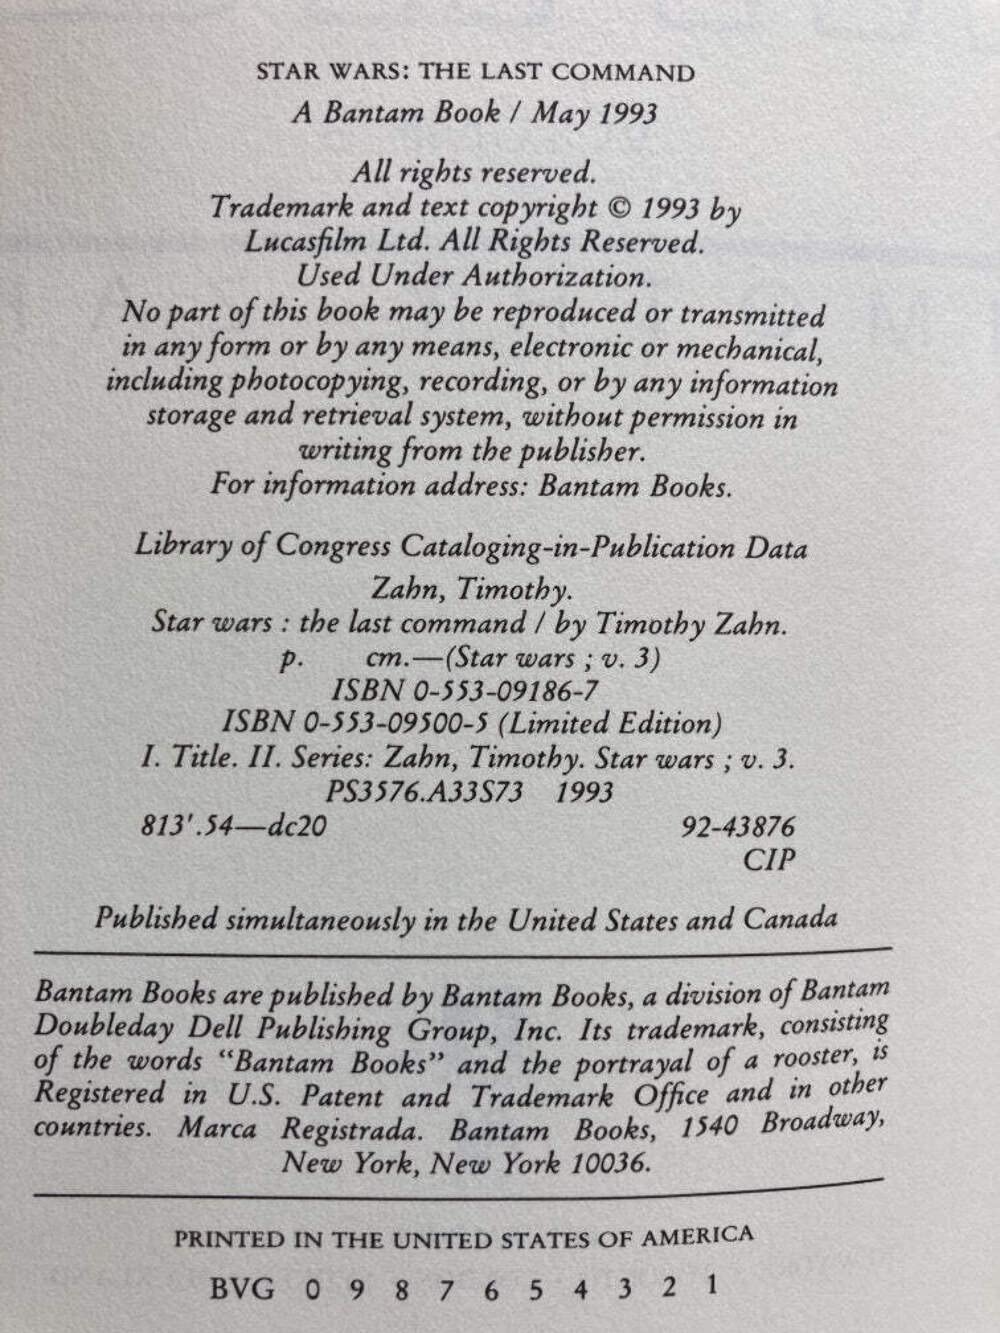 STAR WARS: THE LAST COMMAND
A Bantam Book / May 1993
All rights reserved.
Trademark and text copyright © 1993 by
Lucasfilm Ltd. All Rights Reserved.
Used Under Authorization.
No part of this book may be reproduced or transmitted
in any form or by any means, electronic or mechanical,
including photocopying, recording, or by any information
storage and retrieval system, without permission in
writing from the publisher.
For information address: Bantam Books.
Library of Congress Cataloging-in-Publication Data
Zahn, Timothy.
Star wars : the last command / by Timothy Zahn.
p. cm.—(Star wars ; v. 3)
ISBN 0-553-09186-7
ISBN 0-553-09500-5 (Limited Edition)
I. Title. II. Series: Zahn, Timothy. Star wars ; v. 3.
PS3576.A33S73 1993
813'.54—dc20 92-43876
CIP
Published simultaneously in the United States and Canada
Bantam Books are published by Bantam Books, a division of Bantam
Doubleday Dell Publishing Group, Inc. Its trademark, consisting
of the words “Bantam Books” and the portrayal of a rooster, is
Registered in U.S. Patent and Trademark Office and in other
countries. Marca Registrada. Bantam Books, 1540 Broadway,
New York, New York 10036.
PRINTED IN THE UNITED STATES OF AMERICA
BVG 0 9 8 7 6 5 4 3 2 1